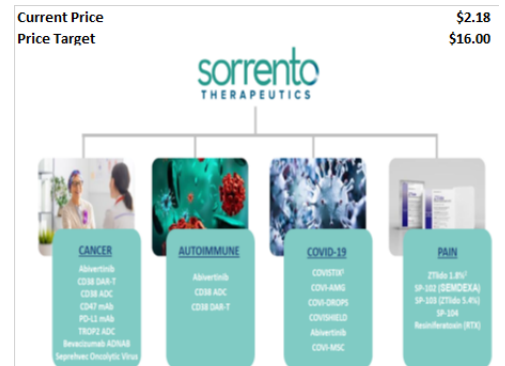 Current Price $2.18
Price Target $16.00
sorrento
THERAPEUTICS
CANCER
Abivertinib
CD38 DAR-T
CD38 ADC
CD47 mAb
PD-L1 mAb
TROP2 ADC
Bevacizumab ADNAB
Seprehvec Oncolytic Virus
AUTOIMMUNE
Abivertinib
CD38 ADC
CD38 DAR-T
COVID-19
COVISTIX¹
COVI-AMG
COVI-DROPS
COVISHIELD
Abivertinib
COVI-MSC
PAIN
ZTlido 1.8%²
SP-102 (SEMDEXA)
SP-103 (ZTlido 5.4%)
SP-104
Resiniferatoxin (RTX)